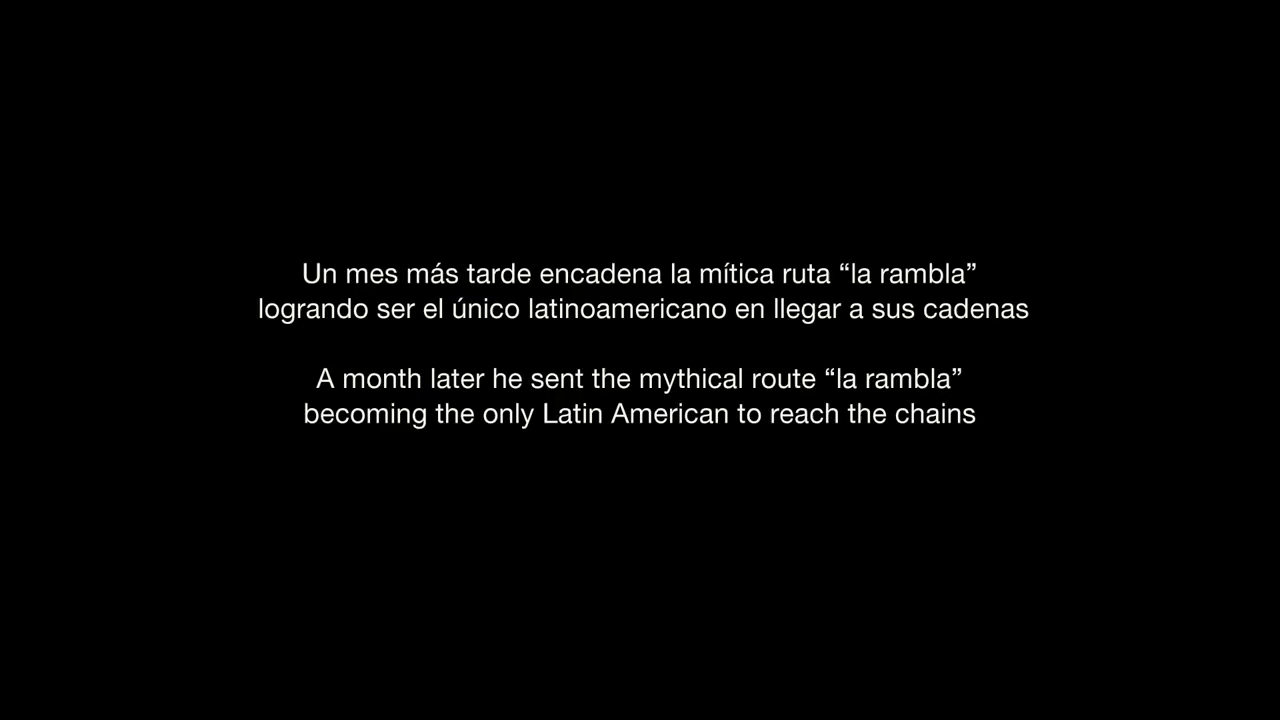 Un mes más tarde encadena la mítica ruta “la rambla”
logrando ser el único latinoamericano en llegar a sus cadenas
A month later he sent the mythical route “la rambla”
becoming the only Latin American to reach the chains